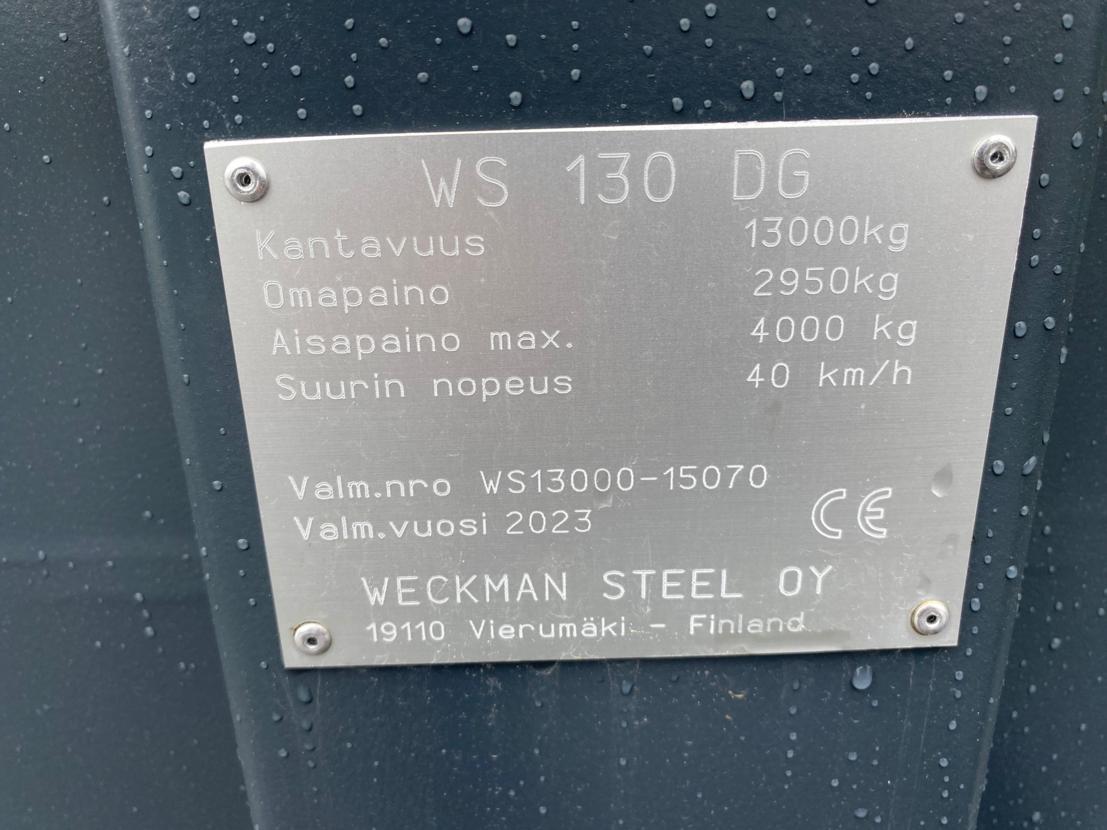 WS 130 DG
Kantavuus 13000kg
Omapaino 2950kg
Aisapaino max. 4000 kg
Suurin nopeus 40 km/h
Valm.nro WS13000-15070
Valm.vuosi 2023
CE
WECKMAN STEEL OY
19110 Vierumäki - Finland